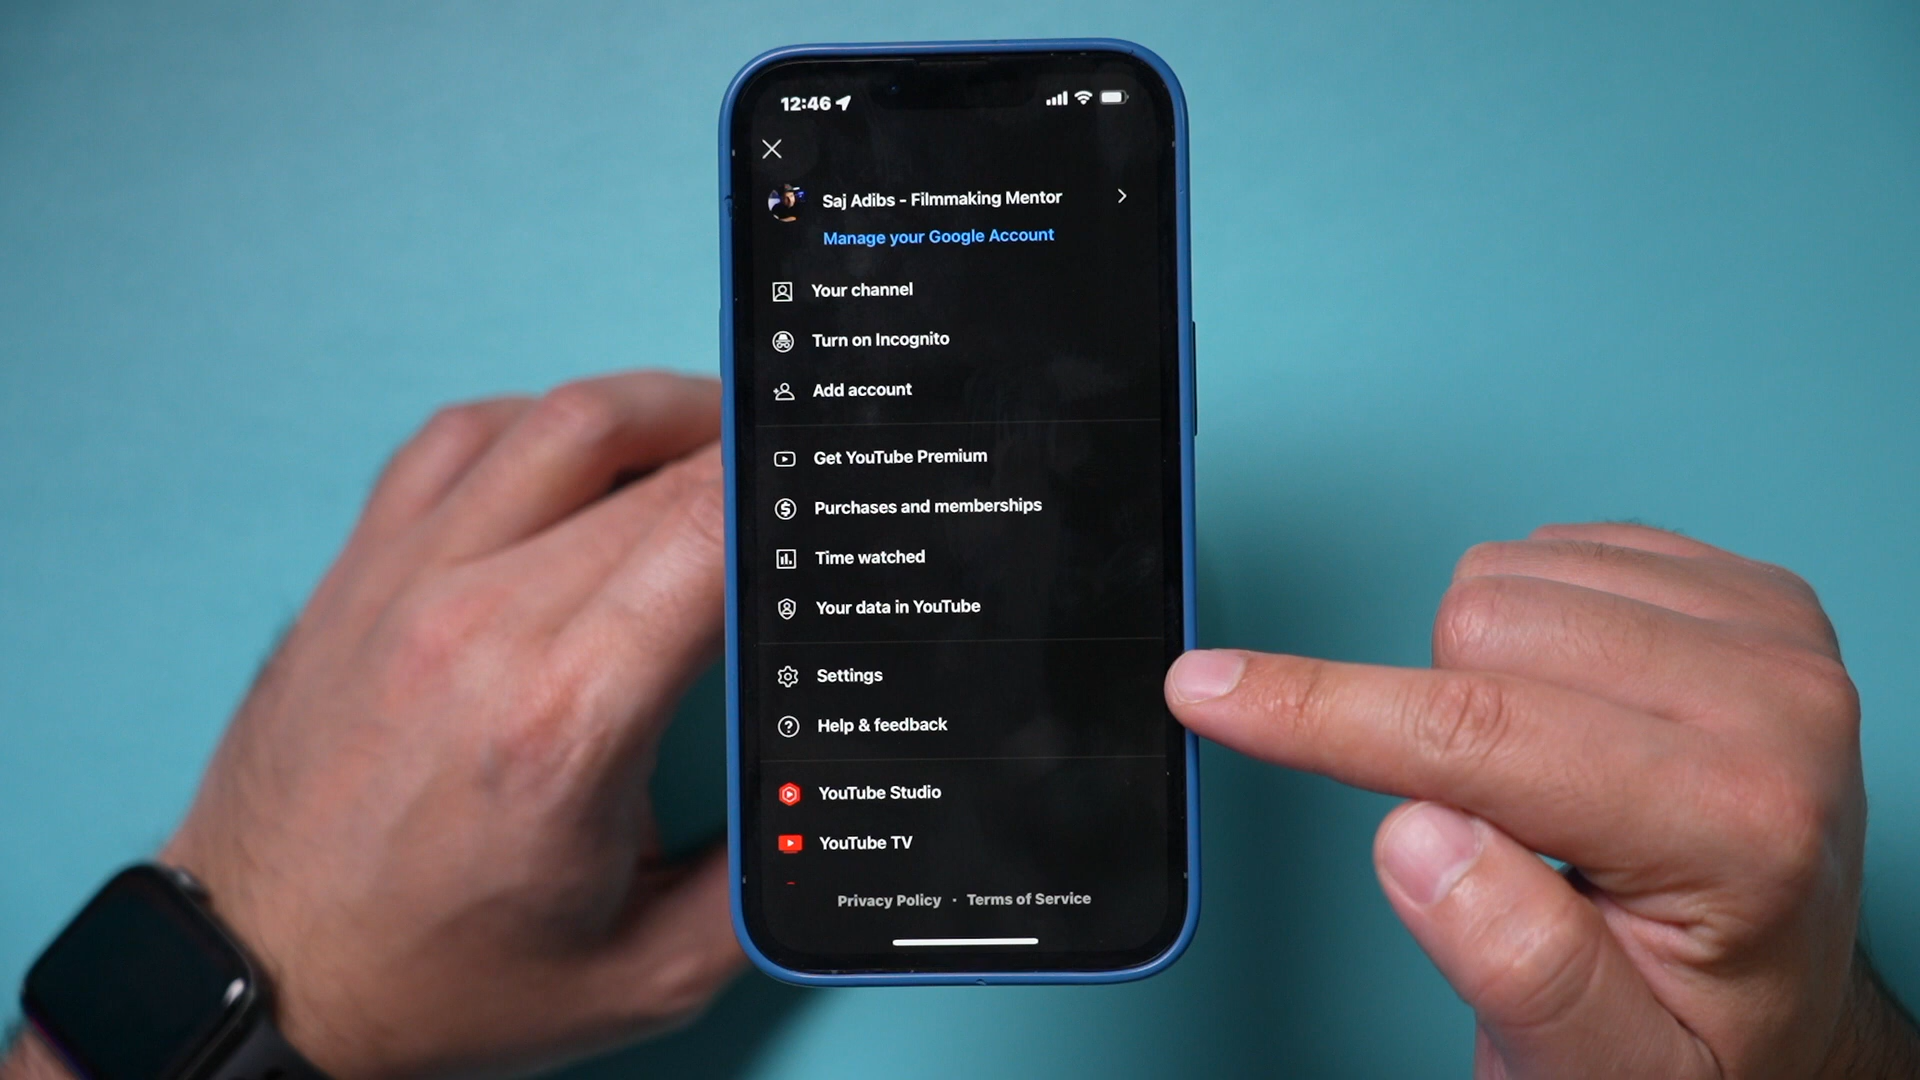 12:46
Saj Adibs - Filmmaking Mentor
Manage your Google Account
Your channel
Turn on Incognito
Add account
Get YouTube Premium
Purchases and memberships
Time watched
Your data in YouTube
Settings
Help & feedback
YouTube Studio
YouTube TV
Privacy Policy · Terms of Service